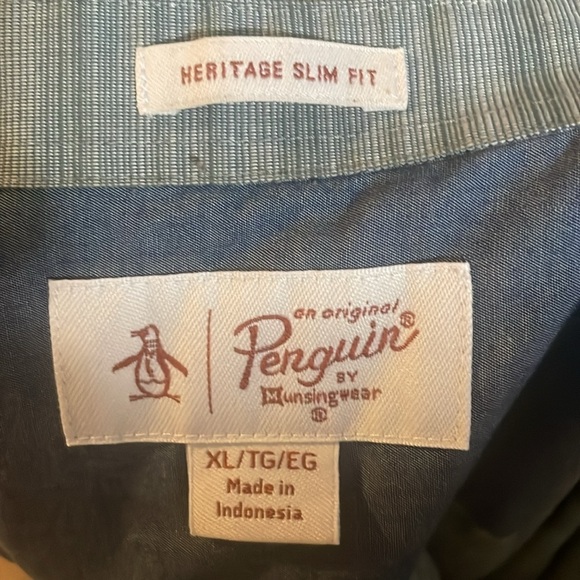 HERITAGE SLIM FIT
an original
Penguin®
BY
Munsingwear
®
XL/TG/EG
Made in
Indonesia